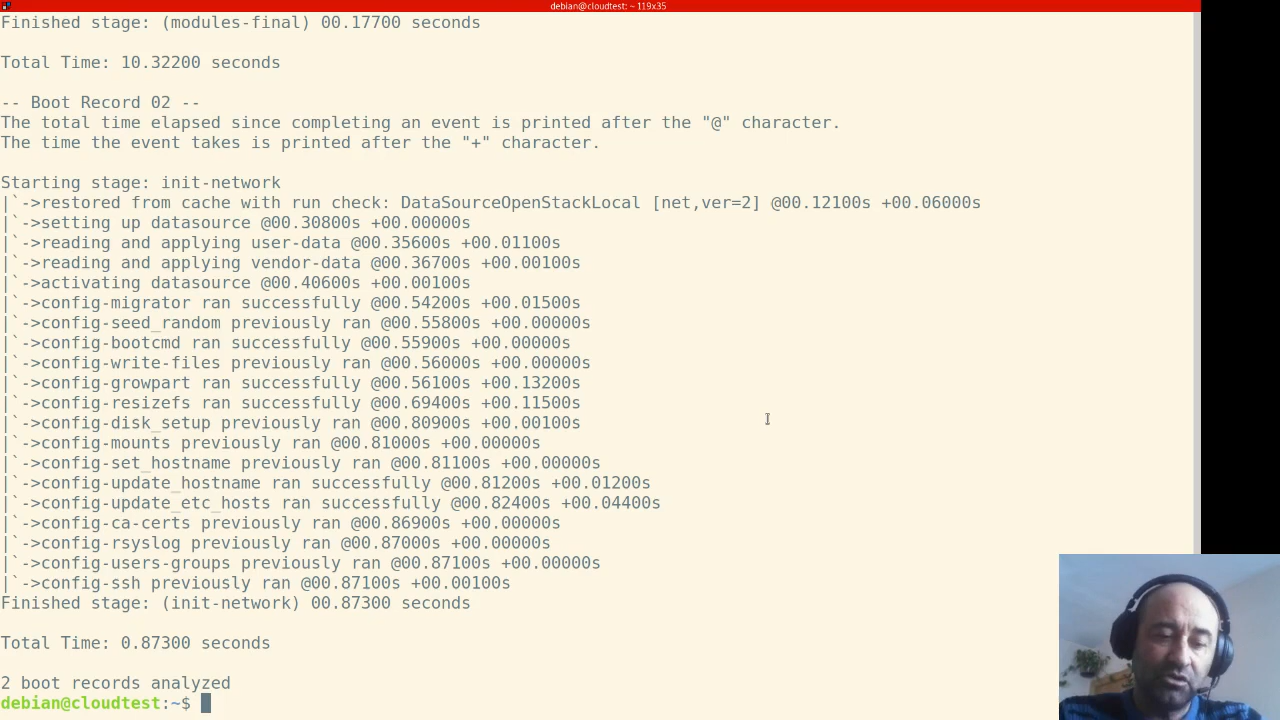 debian@cloudtest: ~ 119x35
Finished stage: (modules-final) 00.17700 seconds
Total Time: 10.32200 seconds
-- Boot Record 02 --
The total time elapsed since completing an event is printed after the "@" character.
The time the event takes is printed after the "+" character.
Starting stage: init-network
|`->restored from cache with run check: DataSourceOpenStackLocal [net,ver=2] @00.12100s +00.06000s
|`->setting up datasource @00.30800s +00.00000s
|`->reading and applying user-data @00.35600s +00.01100s
|`->reading and applying vendor-data @00.36700s +00.00100s
|`->activating datasource @00.40600s +00.00100s
|`->config-migrator ran successfully @00.54200s +00.01500s
|`->config-seed_random previously ran @00.55800s +00.00000s
|`->config-bootcmd ran successfully @00.55900s +00.00000s
|`->config-write-files previously ran @00.56000s +00.00000s
|`->config-growpart ran successfully @00.56100s +00.13200s
|`->config-resizefs ran successfully @00.69400s +00.11500s
|`->config-disk_setup previously ran @00.80900s +00.00100s
|`->config-mounts previously ran @00.81000s +00.00000s
|`->config-set_hostname previously ran @00.81100s +00.00000s
|`->config-update_hostname ran successfully @00.81200s +00.01200s
|`->config-update_etc_hosts ran successfully @00.82400s +00.04400s
|`->config-ca-certs previously ran @00.86900s +00.00000s
|`->config-rsyslog previously ran @00.87000s +00.00000s
|`->config-users-groups previously ran @00.87100s +00.00000s
|`->config-ssh previously ran @00.87100s +00.00100s
Finished stage: (init-network) 00.87300 seconds
Total Time: 0.87300 seconds
2 boot records analyzed
debian@cloudtest:~$